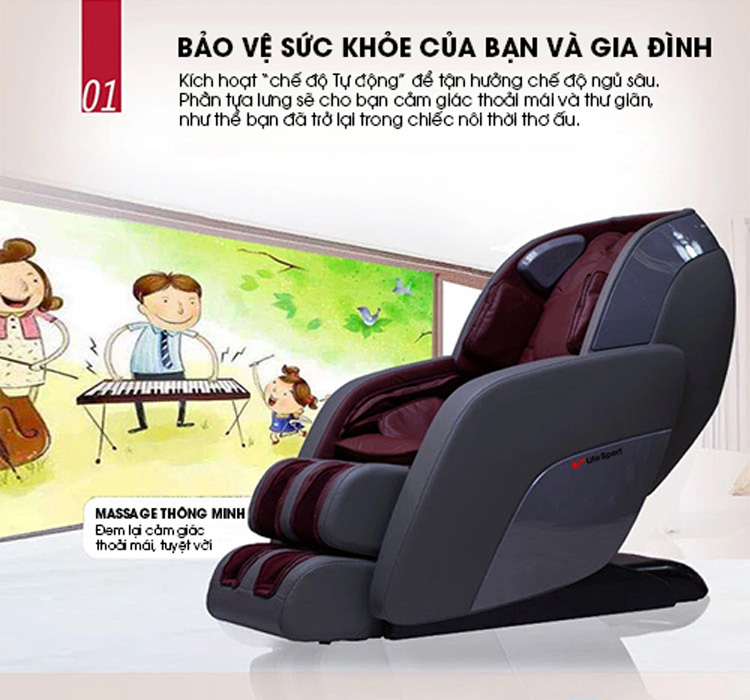 01
BẢO VỆ SỨC KHỎE CỦA BẠN VÀ GIA ĐÌNH
Kích hoạt "chế độ Tự động" để tận hưởng chế độ ngủ sâu.
Phần tựa lưng sẽ cho bạn cảm giác thoải mái và thư giãn,
như thể bạn đã trở lại trong chiếc nôi thời thơ ấu.
Life Sport
MASSAGE THÔNG MINH
Đem lại cảm giác
thoải mái, tuyệt vời